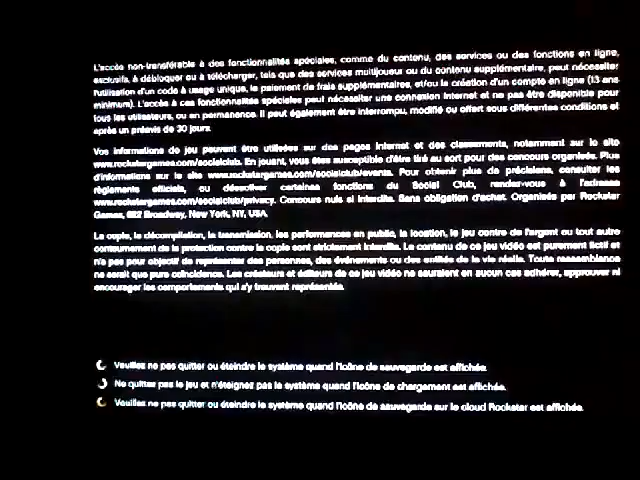 L'accès non-transférable à des fonctionnalités spéciales, comme du contenu, des services ou des fonctions en ligne,
exclusifs, à débloquer ou à télécharger, tels que des services multijoueur ou du contenu supplémentaire, peut nécessiter
l'utilisation d'un code à usage unique, le paiement de frais supplémentaires, et/ou la création d'un compte en ligne (13 ans
minimum). L'accès à ces fonctionnalités spéciales peut nécessiter une connexion internet et ne pas être disponible pour
tous les utilisateurs, ou en permanence. Il peut également être interrompu, modifié ou offert sous différentes conditions et
après un préavis de 30 jours.
Vos informations de jeu peuvent être utilisées sur des pages internet et des classements, notamment sur le site
www.rockstargames.com/socialclub. En jouant, vous êtes susceptible d'être tiré au sort pour des concours organisés. Plus
d'informations sur le site www.rockstargames.com/socialclub/events. Pour obtenir plus de précisions, consulter les
règlements officiels, ou désactiver certaines fonctions du Social Club, rendez-vous à l'adresse
www.rockstargames.com/socialclub/privacy. Concours nuls si interdits. Sans obligation d'achat. Organisés par Rockstar
Games, 622 Broadway, New York, NY, USA.
La copie, la décompilation, la transmission, les performances en public, la location, le jeu contre de l'argent ou tout autre
contournement de la protection contre la copie sont strictement interdits. Le contenu de ce jeu vidéo est purement fictif et
n'a pas pour objectif de représenter des personnes, des événements ou des entités de la vie réelle. Toute ressemblance
ne serait que pure coïncidence. Les créateurs et éditeurs de ce jeu vidéo ne sauraient en aucun cas adhérer, approuver ni
encourager les comportements qui s'y trouvent représentés.
Veuillez ne pas quitter ou éteindre le système quand l'icône de sauvegarde est affichée.
Ne quittez pas le jeu et n'éteignez pas le système quand l'icône de chargement est affichée.
Veuillez ne pas quitter ou éteindre le système quand l'icône de sauvegarde sur le cloud Rockstar est affichée.